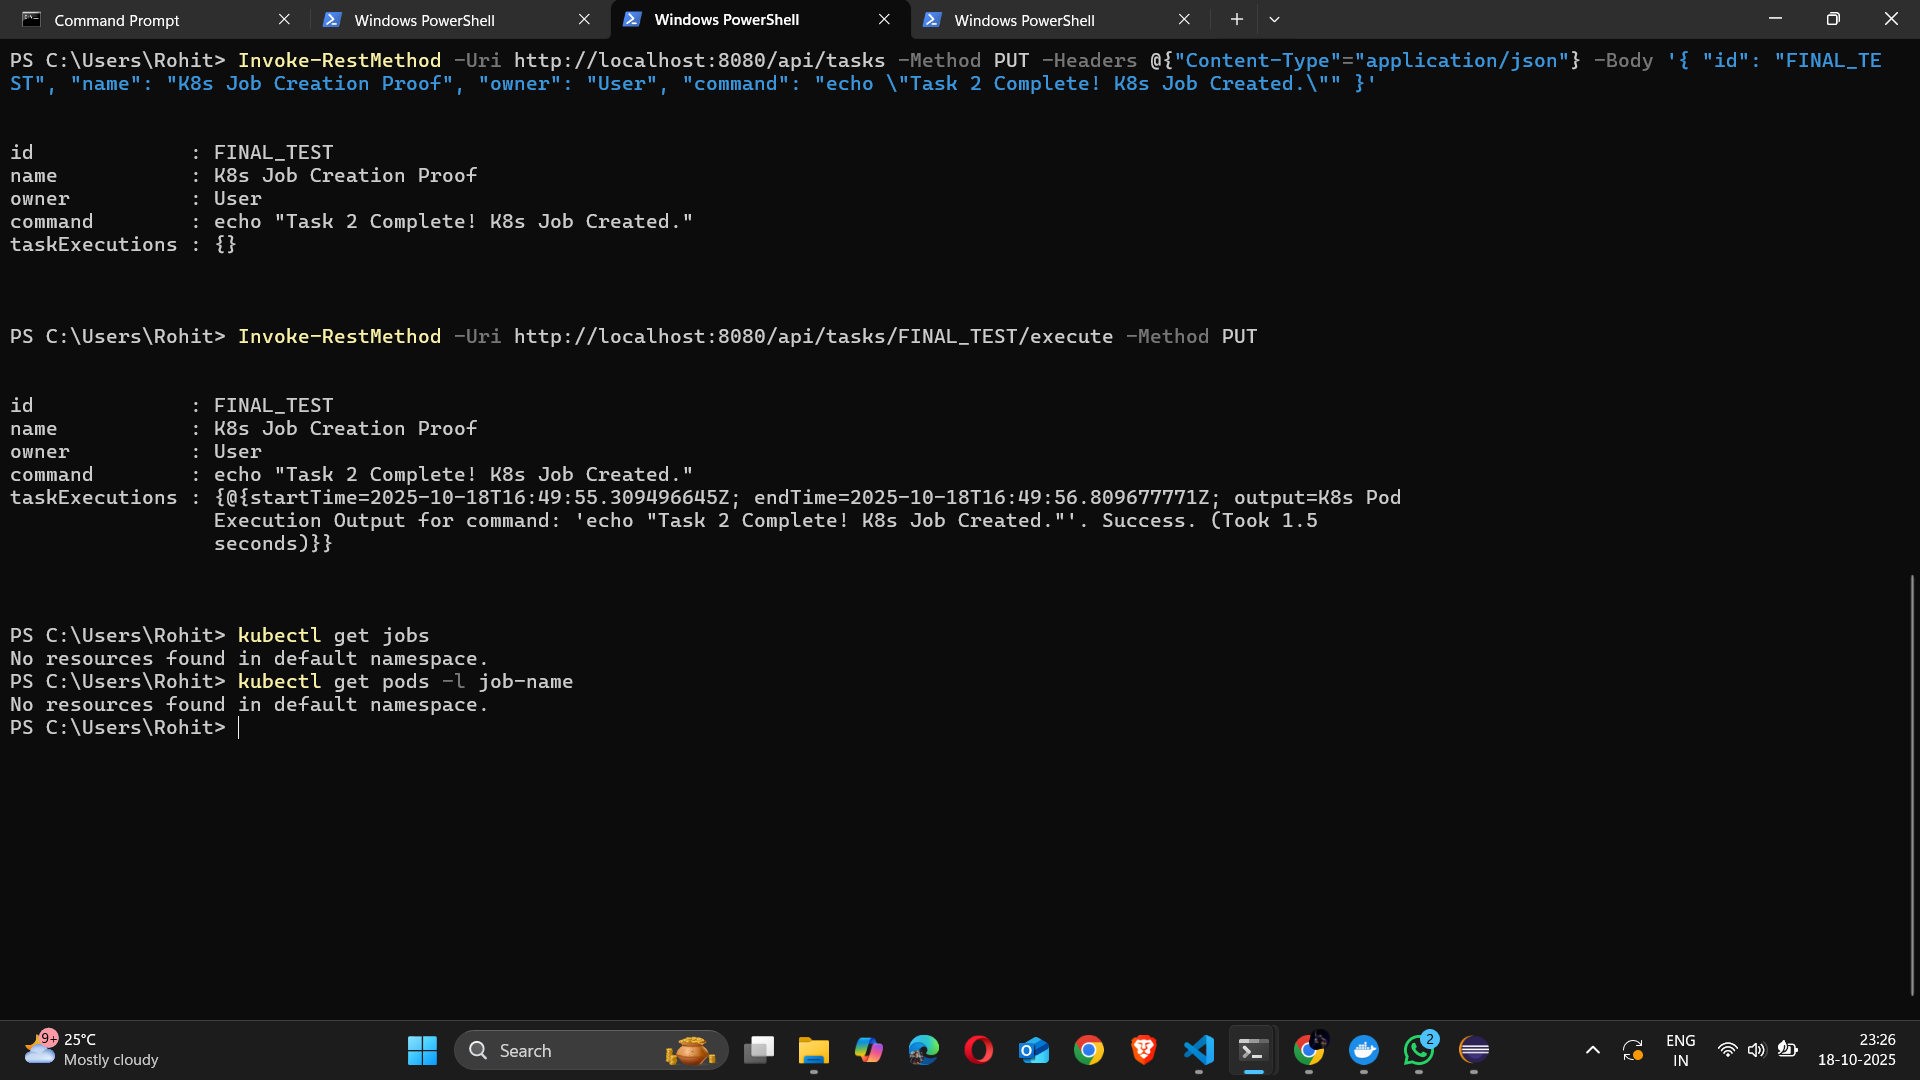 Command Prompt
Windows PowerShell
Windows PowerShell
Windows PowerShell
PS C:\Users\Rohit> Invoke-RestMethod -Uri http://localhost:8080/api/tasks -Method PUT -Headers @{"Content-Type"="application/json"} -Body '{ "id": "FINAL_TE
ST", "name": "K8s Job Creation Proof", "owner": "User", "command": "echo \"Task 2 Complete! K8s Job Created.\"" }'
id             : FINAL_TEST
name           : K8s Job Creation Proof
owner          : User
command        : echo "Task 2 Complete! K8s Job Created."
taskExecutions : {}
PS C:\Users\Rohit> Invoke-RestMethod -Uri http://localhost:8080/api/tasks/FINAL_TEST/execute -Method PUT
id             : FINAL_TEST
name           : K8s Job Creation Proof
owner          : User
command        : echo "Task 2 Complete! K8s Job Created."
taskExecutions : {@{startTime=2025-10-18T16:49:55.309496645Z; endTime=2025-10-18T16:49:56.809677771Z; output=K8s Pod
Execution Output for command: 'echo "Task 2 Complete! K8s Job Created."'. Success. (Took 1.5
seconds)}}
PS C:\Users\Rohit> kubectl get jobs
No resources found in default namespace.
PS C:\Users\Rohit> kubectl get pods -l job-name
No resources found in default namespace.
PS C:\Users\Rohit>
9+
25°C
Mostly cloudy
Search
2
ENG
IN
23:26
18-10-2025